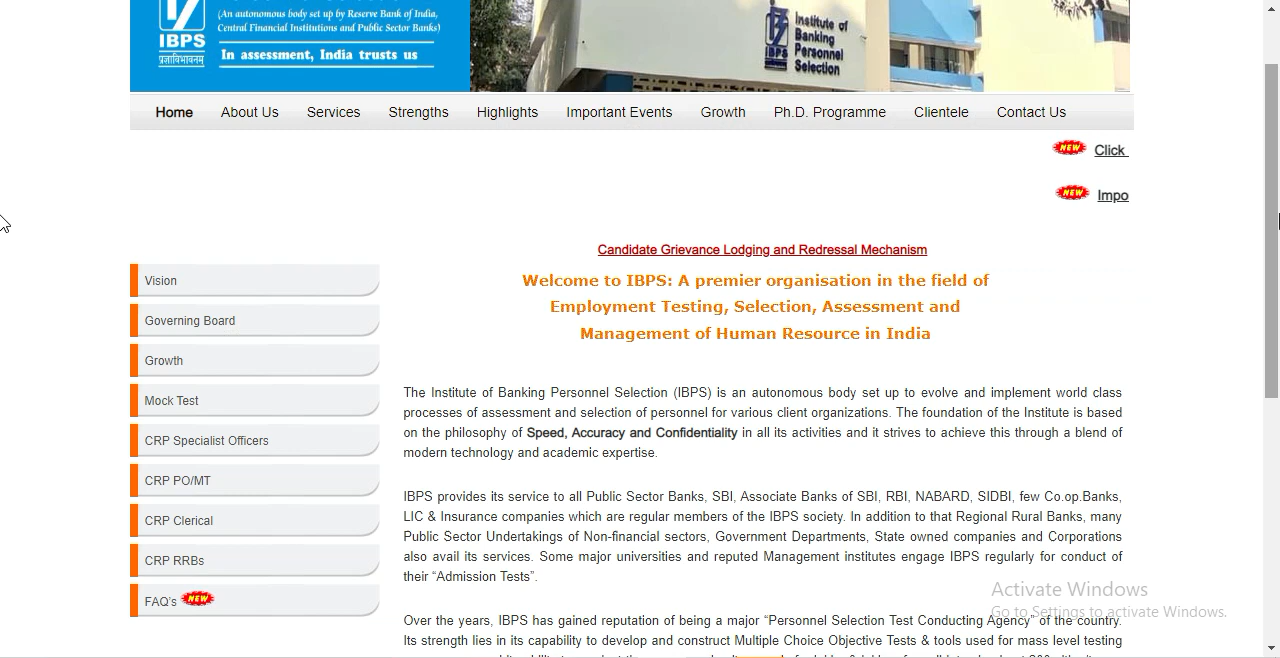 (An autonomous body set up by Reserve Bank of India,
Central Financial Institutions and Public Sector Banks)
IBPS
प्रज्ञाविभावनम्
In assessment, India trusts us
IBPS
Institute of
Banking
Personnel
Selection
Home About Us Services Strengths Highlights Important Events Growth Ph.D. Programme Clientele Contact Us
NEW Click
NEW Impo
Candidate Grievance Lodging and Redressal Mechanism
Welcome to IBPS: A premier organisation in the field of
Employment Testing, Selection, Assessment and
Management of Human Resource in India
Vision
Governing Board
Growth
Mock Test
CRP Specialist Officers
CRP PO/MT
CRP Clerical
CRP RRBs
FAQ's NEW
The Institute of Banking Personnel Selection (IBPS) is an autonomous body set up to evolve and implement world class
processes of assessment and selection of personnel for various client organizations. The foundation of the Institute is based
on the philosophy of Speed, Accuracy and Confidentiality in all its activities and it strives to achieve this through a blend of
modern technology and academic expertise.
IBPS provides its service to all Public Sector Banks, SBI, Associate Banks of SBI, RBI, NABARD, SIDBI, few Co.op.Banks,
LIC & Insurance companies which are regular members of the IBPS society. In addition to that Regional Rural Banks, many
Public Sector Undertakings of Non-financial sectors, Government Departments, State owned companies and Corporations
also avail its services. Some major universities and reputed Management institutes engage IBPS regularly for conduct of
their “Admission Tests”.
Over the years, IBPS has gained reputation of being a major “Personnel Selection Test Conducting Agency” of the country.
Its strength lies in its capability to develop and construct Multiple Choice Objective Tests & tools used for mass level testing
Activate Windows
Go to Settings to activate Windows.